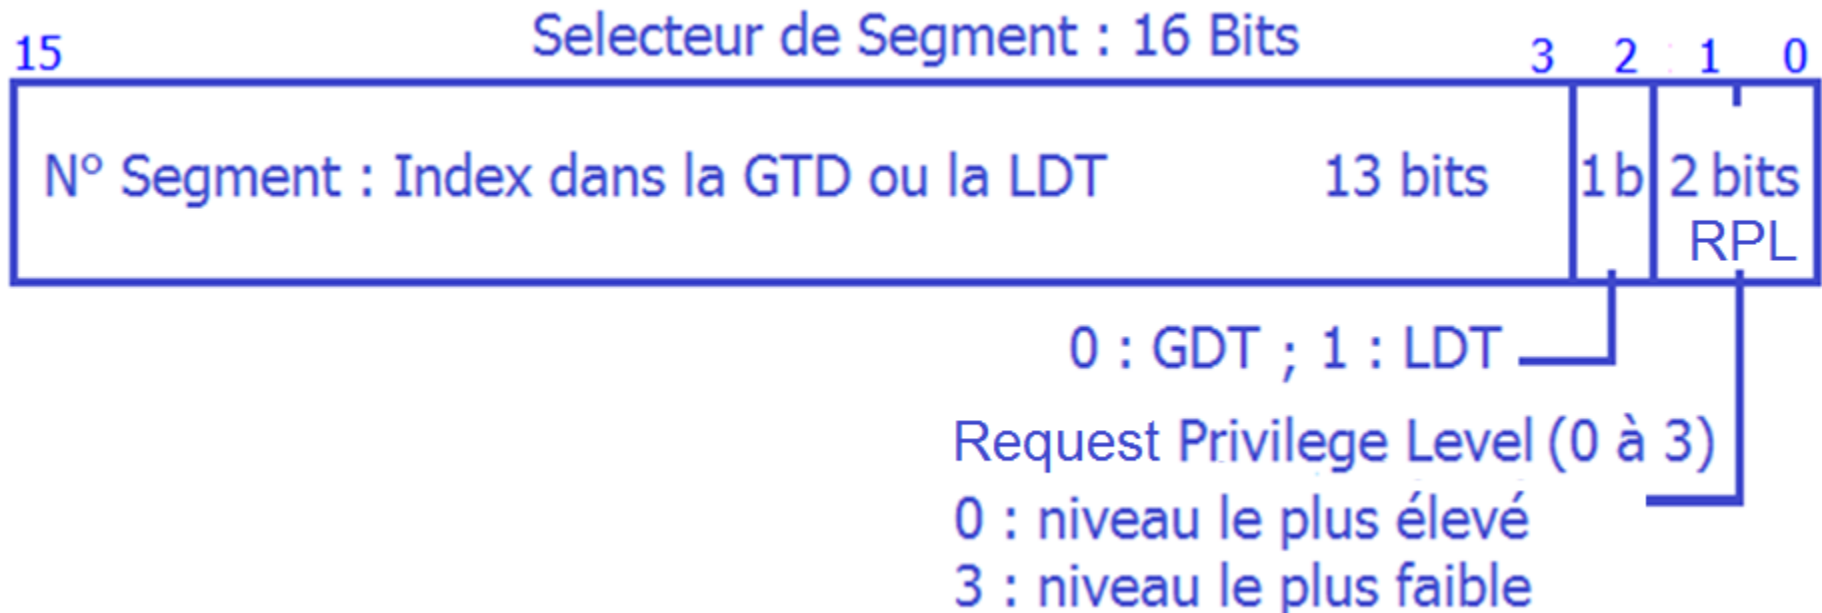 Selecteur de Segment : 16 Bits
15 3 2 1 0
N° Segment : Index dans la GTD ou la LDT 13 bits 1b 2 bits
RPL
0 : GDT ; 1 : LDT
Request Privilege Level (0 à 3)
0 : niveau le plus élevé
3 : niveau le plus faible